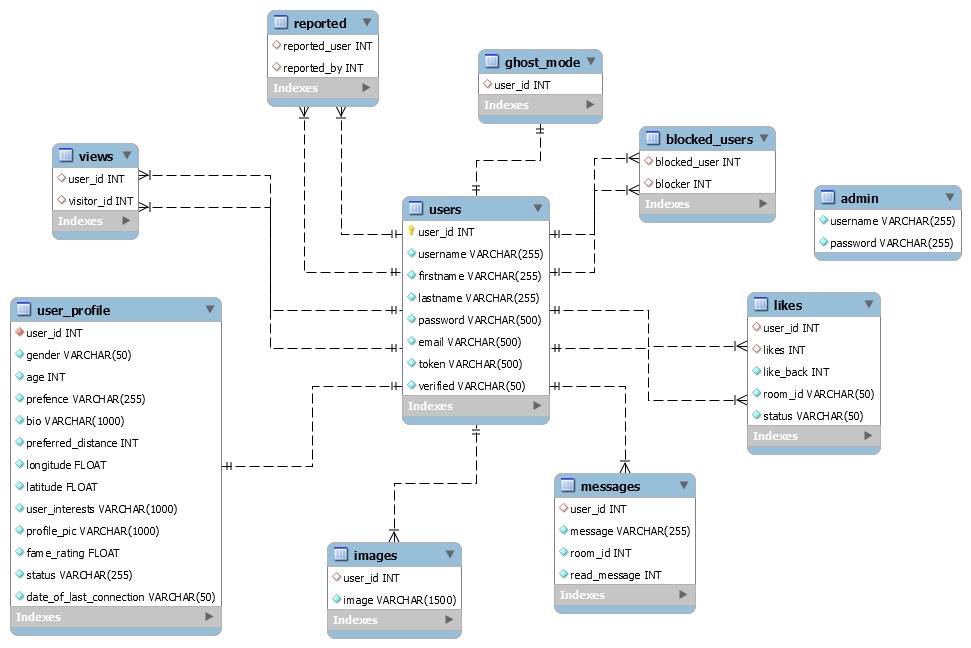 reported
reported_user INT
reported_by INT
Indexes
ghost_mode
user_id INT
Indexes
blocked_users
blocked_user INT
blocker INT
Indexes
views
user_id INT
visitor_id INT
Indexes
admin
username VARCHAR(255)
password VARCHAR(255)
users
user_id INT
username VARCHAR(255)
firstname VARCHAR(255)
lastname VARCHAR(255)
password VARCHAR(500)
email VARCHAR(500)
token VARCHAR(500)
verified VARCHAR(50)
Indexes
user_profile
user_id INT
gender VARCHAR(50)
age INT
prefence VARCHAR(255)
bio VARCHAR(1000)
preferred_distance INT
longitude FLOAT
latitude FLOAT
user_interests VARCHAR(1000)
profile_pic VARCHAR(1000)
fame_rating FLOAT
status VARCHAR(255)
date_of_last_connection VARCHAR(50)
Indexes
likes
user_id INT
likes INT
like_back INT
room_id VARCHAR(50)
status VARCHAR(50)
Indexes
messages
user_id INT
message VARCHAR(255)
room_id INT
read_message INT
Indexes
images
user_id INT
image VARCHAR(1500)
Indexes